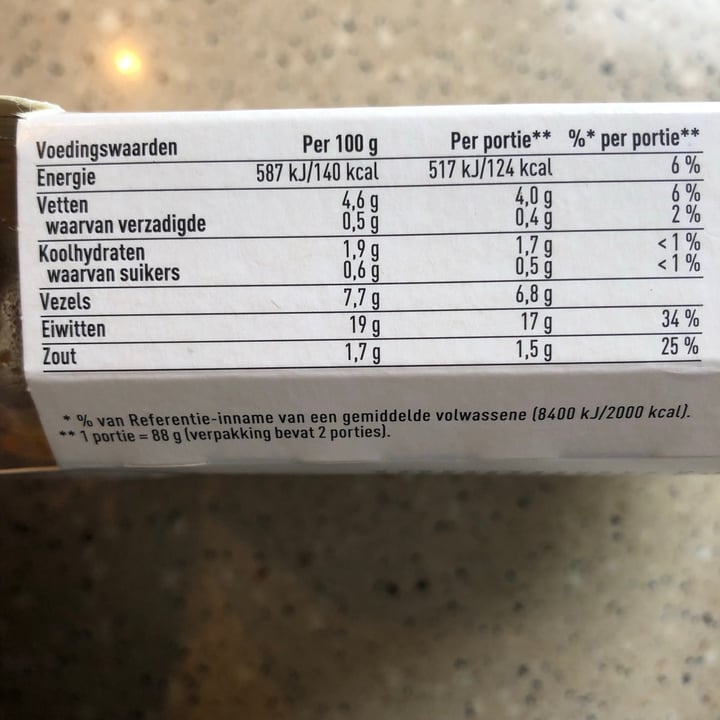 Voedingswaarden Per 100 g Per portie** %* per portie**
Energie 587 kJ/140 kcal 517 kJ/124 kcal 6 %
Vetten 4,6 g 4,0 g 6 %
waarvan verzadigde 0,5 g 0,4 g 2 %
Koolhydraten 1,9 g 1,7 g <1 %
waarvan suikers 0,6 g 0,5 g <1 %
Vezels 7,7 g 6,8 g
Eiwitten 19 g 17 g 34 %
Zout 1,7 g 1,5 g 25 %
* % van Referentie-inname van een gemiddelde volwassene (8400 kJ/2000 kcal).
** 1 portie = 88 g (verpakking bevat 2 porties).